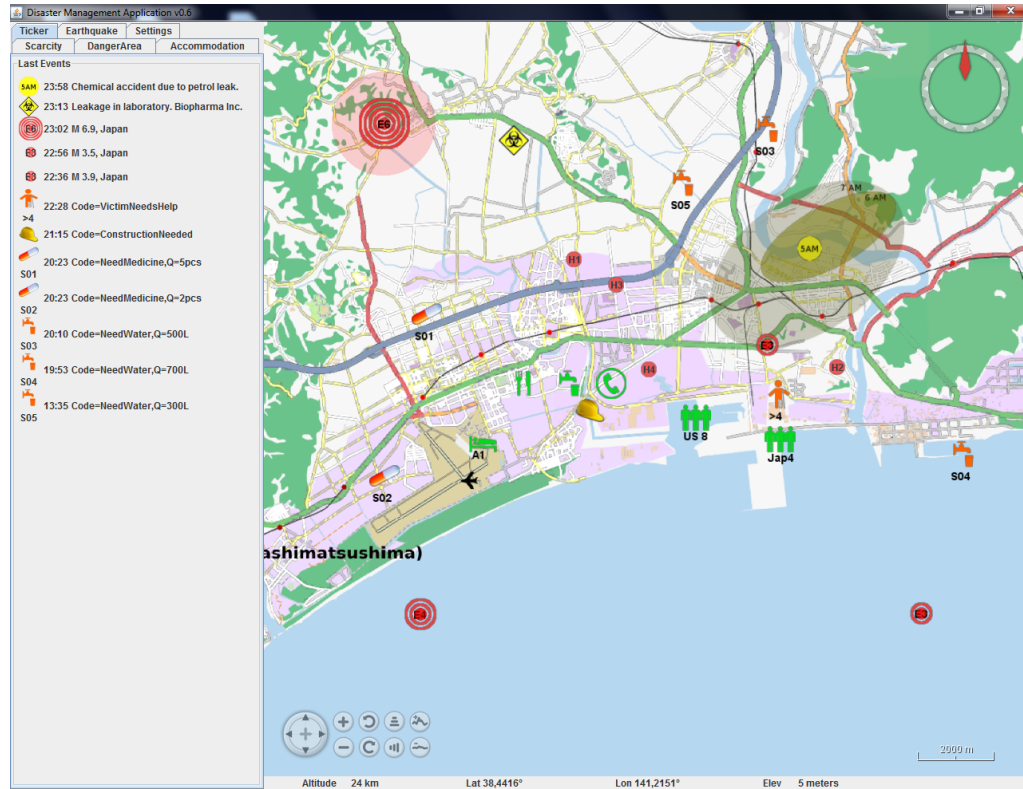 Disaster Management Application v0.6
Ticker Earthquake Settings
Scarcity DangerArea Accommodation
Last Events
5AM 23:58 Chemical accident due to petrol leak.
23:13 Leakage in laboratory. Biopharma Inc.
E6 23:02 M 6.9, Japan
E3 22:56 M 3.5, Japan
E3 22:36 M 3.9, Japan
22:28 Code=VictimNeedsHelp
>4
21:15 Code=ConstructionNeeded
20:23 Code=NeedMedicine,Q=5pcs
S01
20:23 Code=NeedMedicine,Q=2pcs
S02
20:10 Code=NeedWater,Q=500L
S03
19:53 Code=NeedWater,Q=700L
S04
13:35 Code=NeedWater,Q=300L
S05
E6
S03
7 AM
6 AM
S05
5AM
H1
H3
S01
E3
H4
H2
>4
US 8
Jap4
A1
S04
S02
ashimatsushima)
E3
2000 m
Altitude 24 km Lat 38,4416° Lon 141,2151° Elev 5 meters